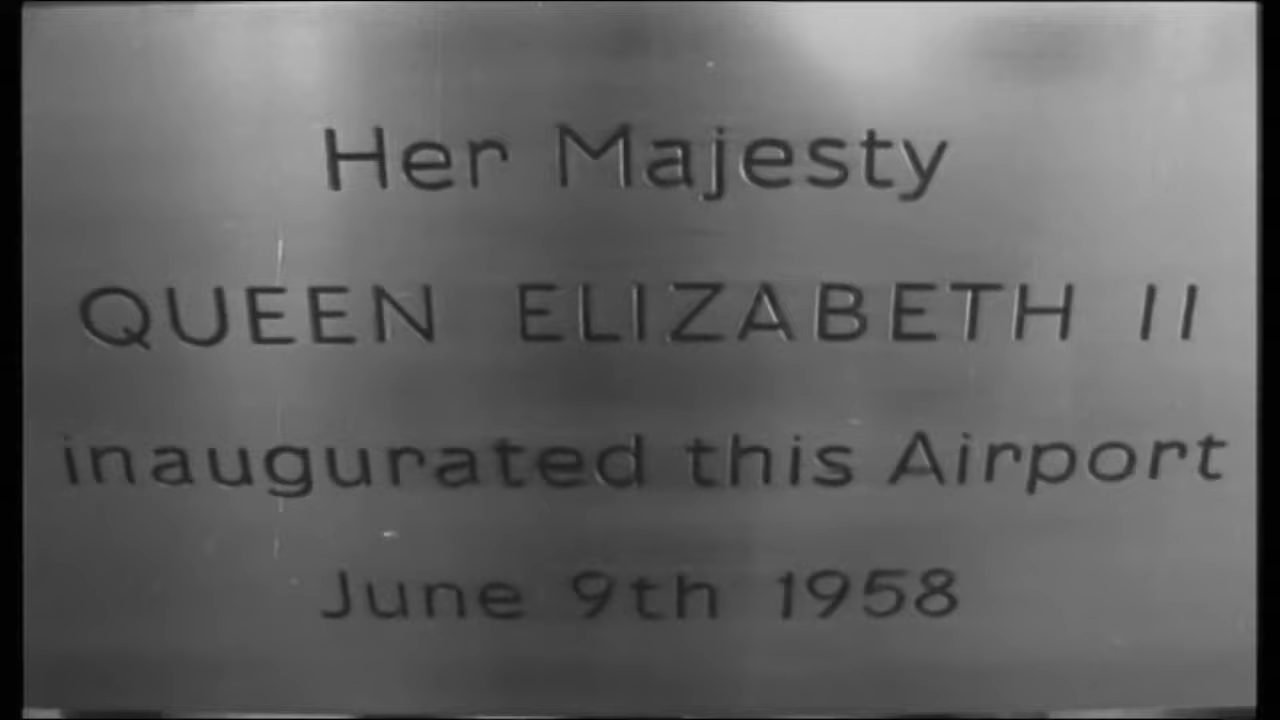 Her Majesty
QUEEN ELIZABETH II
inaugurated this Airport
June 9th 1958